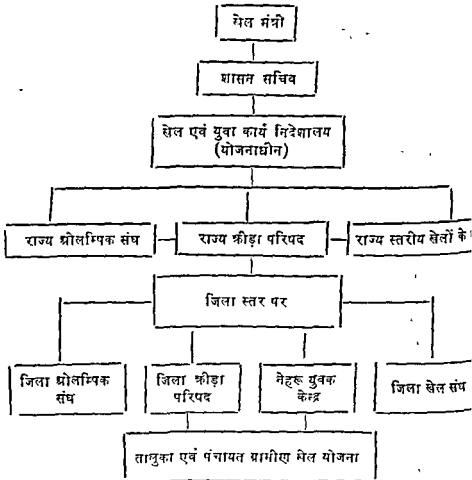 खेल मंत्री
शासन सचिव
खेल एवं युवा कार्य निदेशालय
(योजनाधीन)
राज्य ओलम्पिक संघ
राज्य क्रीड़ा परिषद
राज्य स्तरीय खेलों के
जिला स्तर पर
जिला ओलम्पिक
संघ
जिला क्रीड़ा
परिषद
नेहरू युवक
केन्द्र
जिला खेल संघ
तालुका एवं पंचायत ग्रामीण खेल योजना